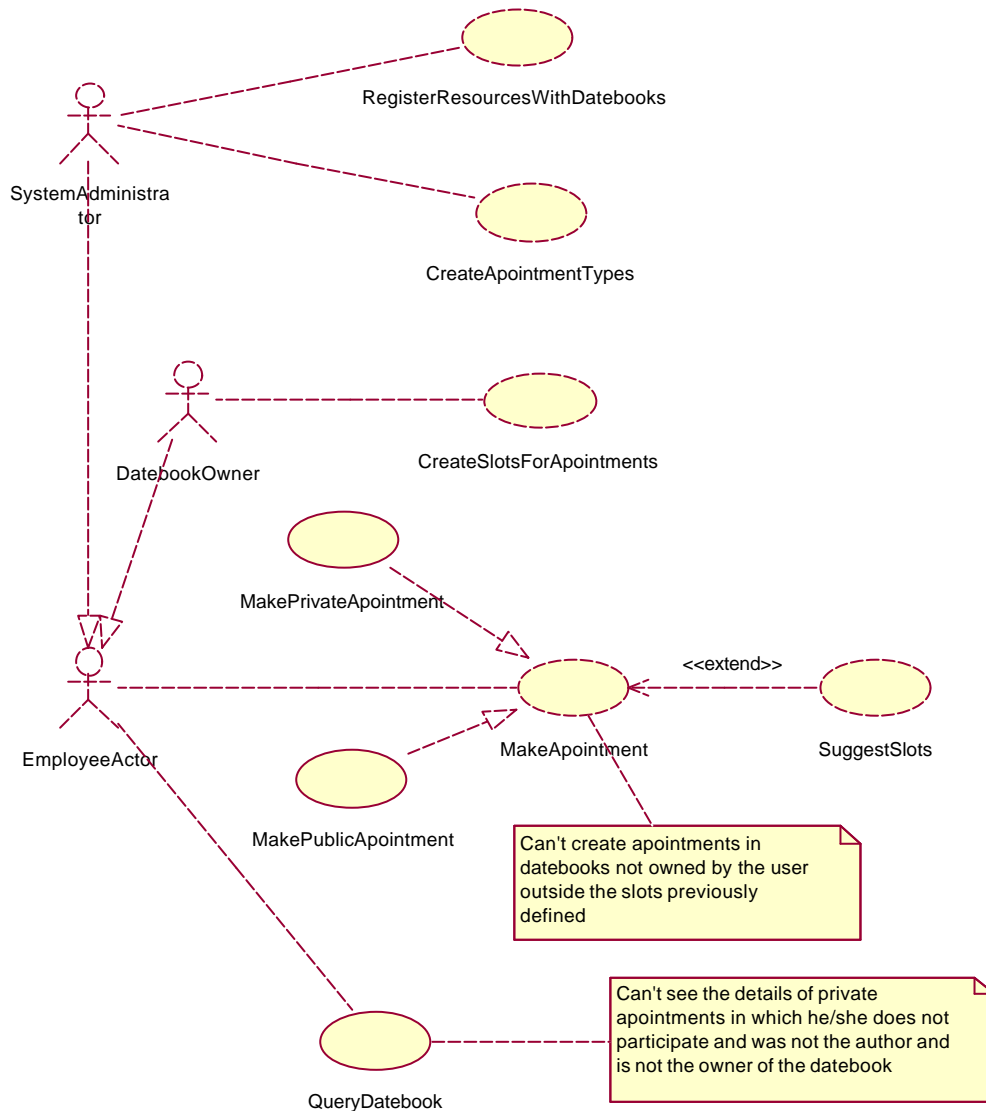 RegisterResourcesWithDatebooks
SystemAdministra
tor
CreateApointmentTypes
DatebookOwner
CreateSlotsForApointments
MakePrivateApointment
<<extend>>
EmployeeActor
MakeApointment
SuggestSlots
MakePublicApointment
Can't create apointments in
datebooks not owned by the user
outside the slots previously
defined
Can't see the details of private
apointments in which he/she does not
participate and was not the author and
is not the owner of the datebook
QueryDatebook